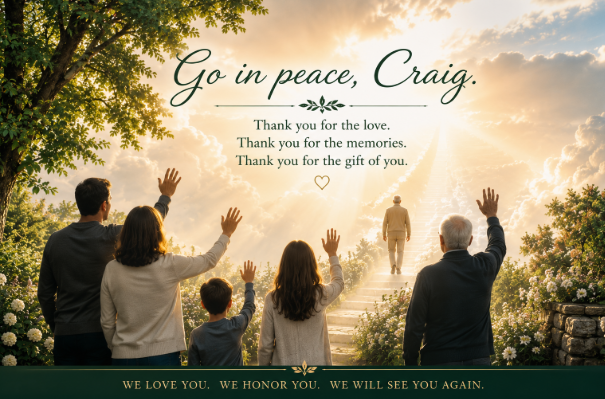 Go in peace, Craig.
Thank you for the love.
Thank you for the memories.
Thank you for the gift of you.
WE LOVE YOU. WE HONOR YOU. WE WILL SEE YOU AGAIN.